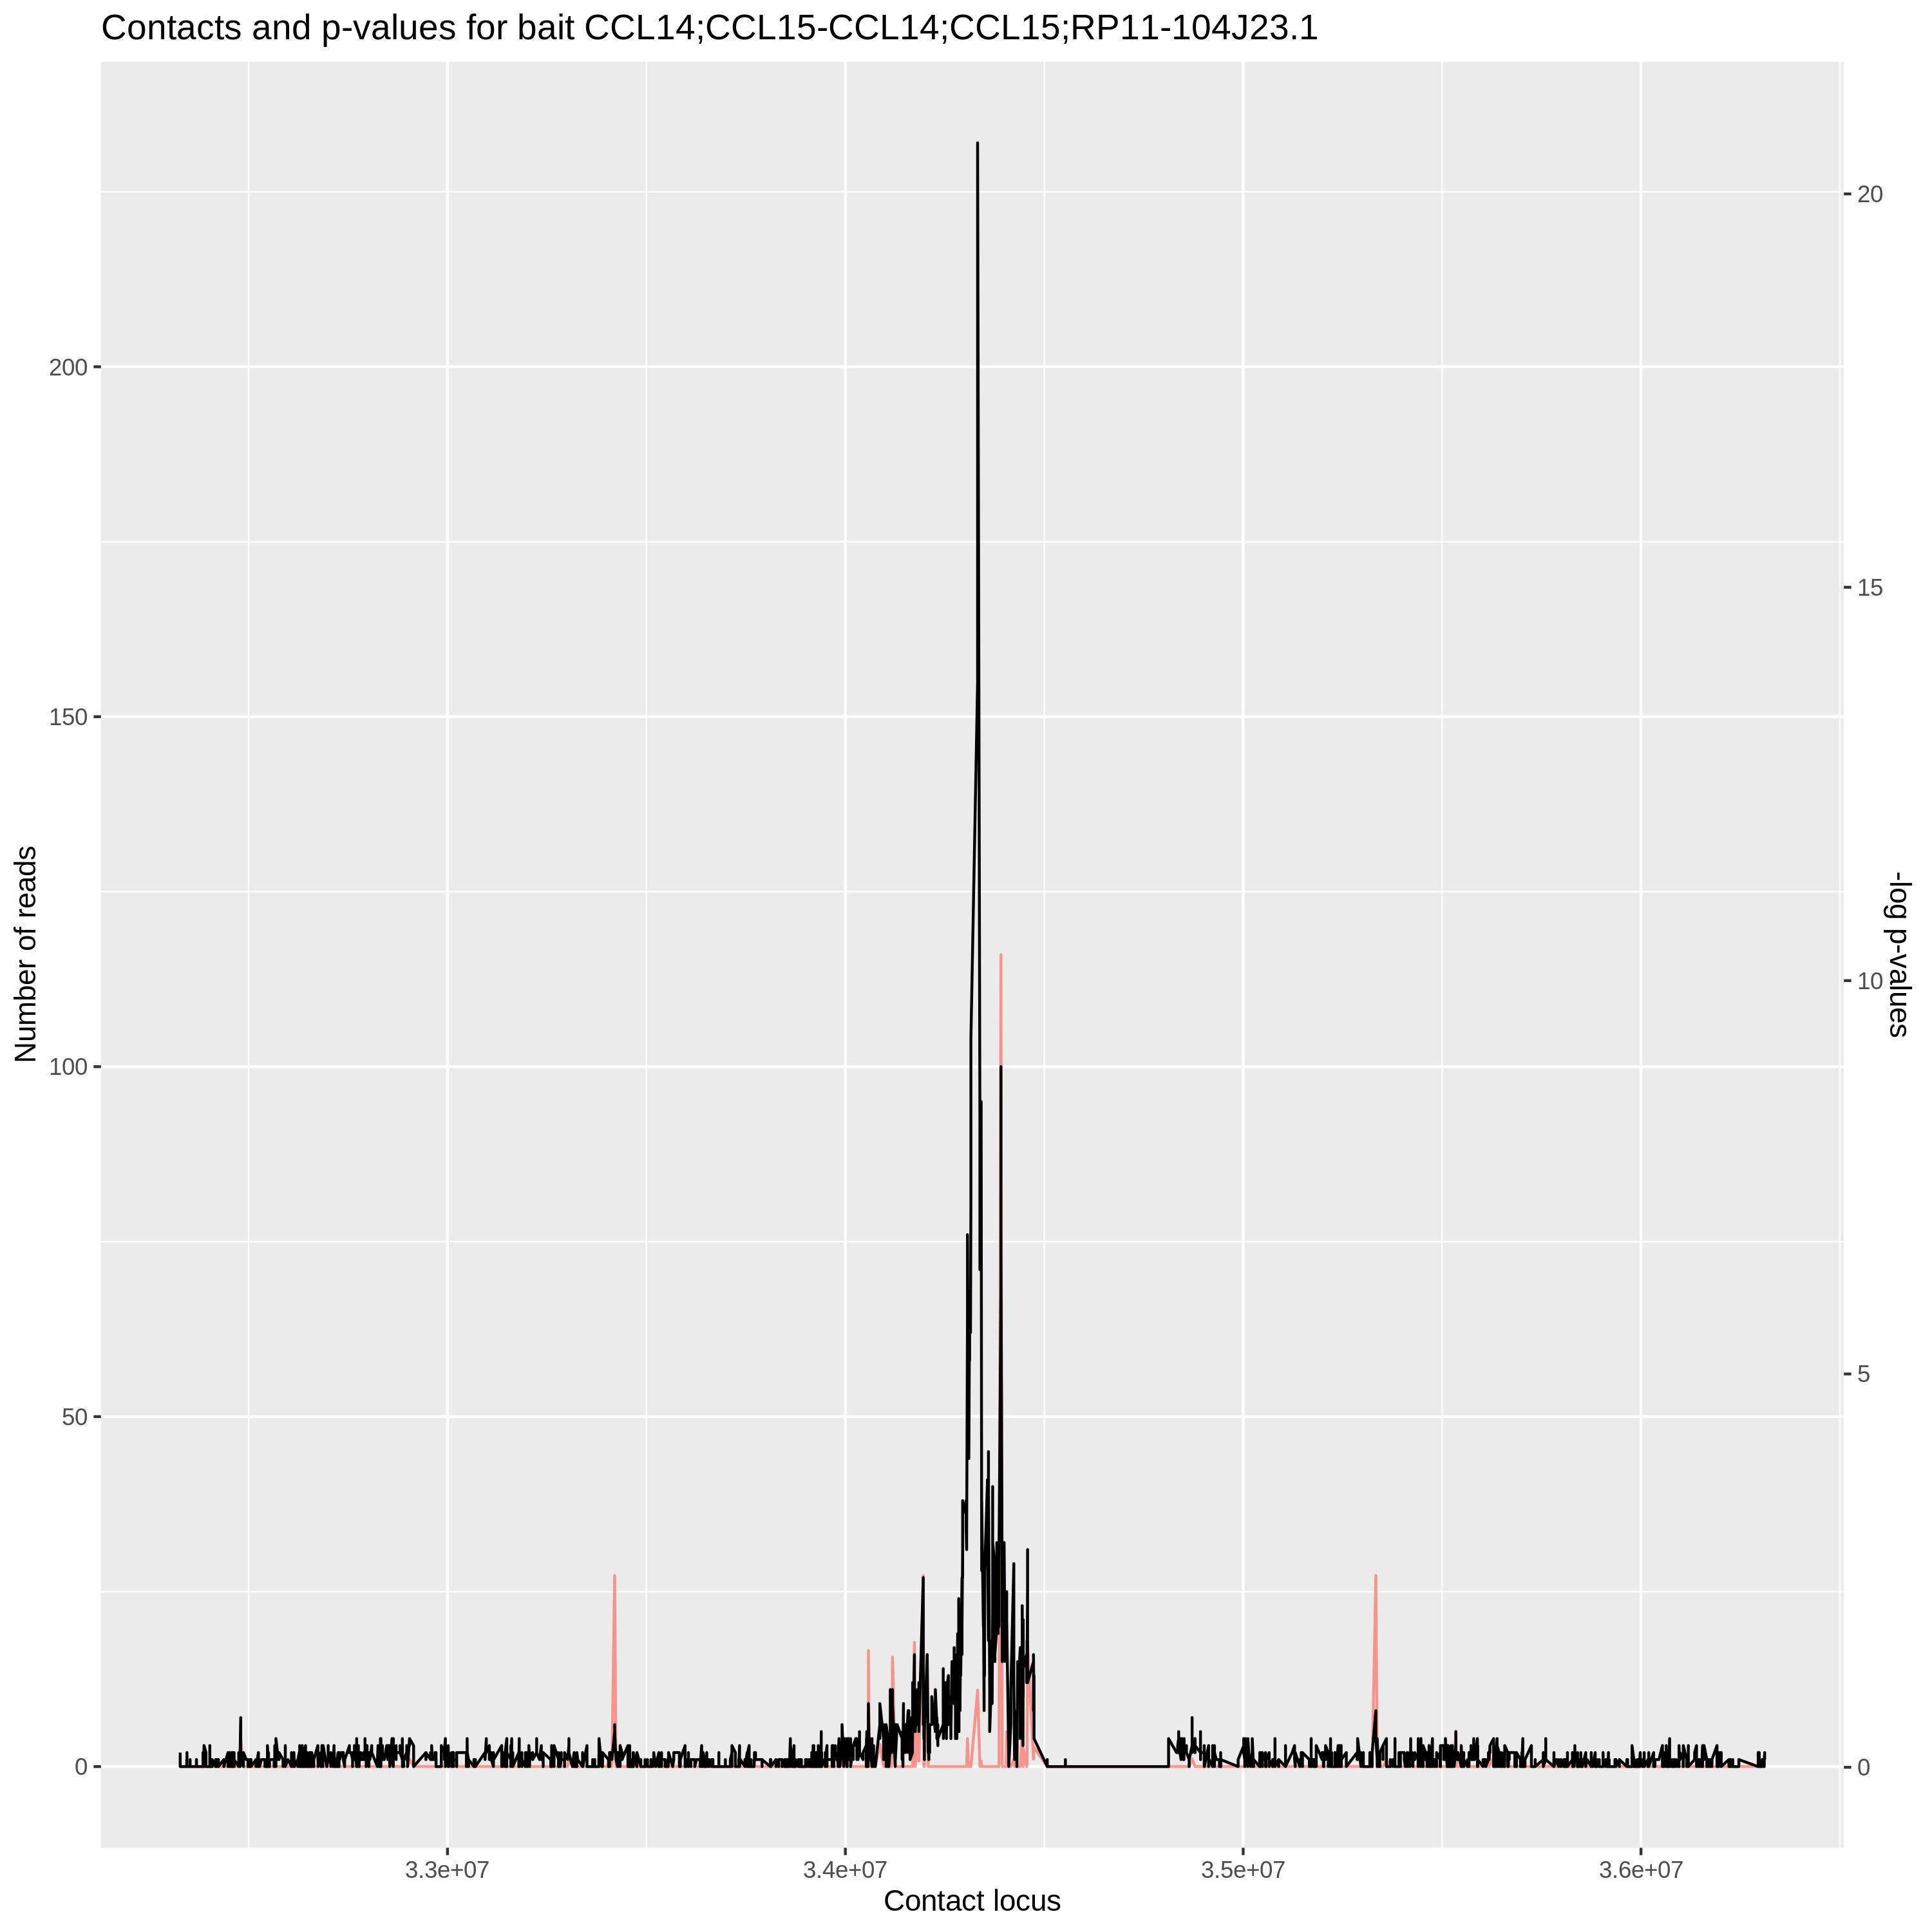 Contacts and p-values for bait CCL14;CCL15-CCL14;CCL15;RP11-104J23.1
200
150
100
50
0
Number of reads
20
15
10
5
0
-log p-values
3.3e+07
3.4e+07
3.5e+07
3.6e+07
Contact locus